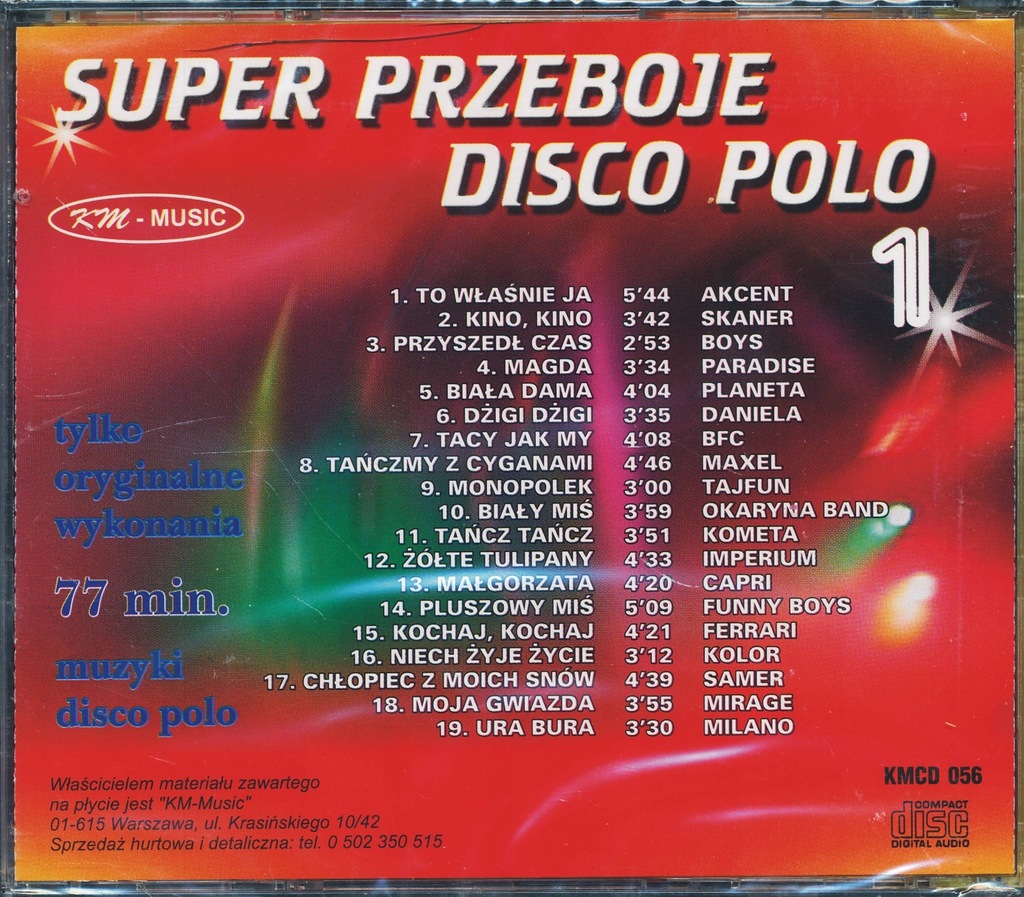 SUPER PRZEBOJE
DISCO POLO
1
KM - MUSIC
1. TO WŁAŚNIE JA 5'44 AKCENT
2. KINO, KINO 3'42 SKANER
3. PRZYSZEDŁ CZAS 2'53 BOYS
4. MAGDA 3'34 PARADISE
5. BIAŁA DAMA 4'04 PLANETA
6. DŻIGI DŻIGI 3'35 DANIELA
7. TACY JAK MY 4'08 BFC
8. TAŃCZMY Z CYGANAMI 4'46 MAXEL
9. MONOPOLEK 3'00 TAJFUN
10. BIAŁY MIŚ 3'59 OKARYNA BAND
11. TAŃCZ TAŃCZ 3'51 KOMETA
12. ŻÓŁTE TULIPANY 4'33 IMPERIUM
13. MAŁGORZATA 4'20 CAPRI
14. PLUSZOWY MIŚ 5'09 FUNNY BOYS
15. KOCHAJ, KOCHAJ 4'21 FERRARI
16. NIECH ŻYJE ŻYCIE 3'12 KOLOR
17. CHŁOPIEC Z MOICH SNÓW 4'39 SAMER
18. MOJA GWIAZDA 3'55 MIRAGE
19. URA BURA 3'30 MILANO
tylko
oryginalne
wykonania
77 min.
muzyki
disco polo
Właścicielem materiału zawartego
na płycie jest "KM-Music"
01-615 Warszawa, ul. Krasińskiego 10/42
Sprzedaż hurtowa i detaliczna: tel. 0 502 350 515
KMCD 056
COMPACT
disc
DIGITAL AUDIO